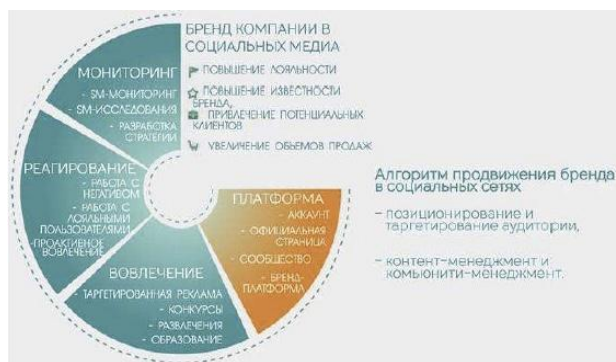 БРЕНД КОМПАНИИ В
СОЦИАЛЬНЫХ МЕДИА
ПОВЫШЕНИЕ ЛОЯЛЬНОСТИ
ПОВЫШЕНИЕ ИЗВЕСТНОСТИ
БРЕНДА,
ПРИВЛЕЧЕНИЕ ПОТЕНЦИАЛЬНЫХ
КЛИЕНТОВ
УВЕЛИЧЕНИЕ ОБЪЕМОВ ПРОДАЖ
МОНИТОРИНГ
- SM-МОНИТОРИНГ
- SM-ИССЛЕДОВАНИЯ
- РАЗРАБОТКА
СТРАТЕГИИ
РЕАГИРОВАНИЕ
- РАБОТА С
НЕГАТИВОМ
- РАБОТА С
ЛОЯЛЬНЫМИ
ПОЛЬЗОВАТЕЛЯМИ
-ПРОАКТИВНОЕ
ВОВЛЕЧЕНИЕ
ВОВЛЕЧЕНИЕ
- ТАРГЕТИРОВАННАЯ РЕКЛАМА
- КОНКУРСЫ
- РАЗВЛЕЧЕНИЯ
- ОБРАЗОВАНИЕ
ПЛАТФОРМА
- АККАУНТ
- ОФИЦИАЛЬНАЯ
СТРАНИЦА
- СООБЩЕСТВО
- БРЕНД-
ПЛАТФОРМА
Алгоритм продвижения бренда
в социальных сетях
– позиционирование и
таргетирование аудитории,
– контент-менеджмент и
комьюнити-менеджмент.